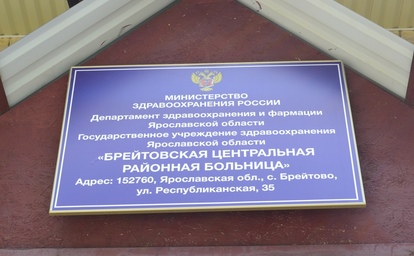 МИНИСТЕРСТВО
ЗДРАВООХРАНЕНИЯ РОССИИ
Департамент здравоохранения и фармации
Ярославской области
Государственное учреждение здравоохранения
Ярославской области
«БРЕЙТОВСКАЯ ЦЕНТРАЛЬНАЯ
РАЙОННАЯ БОЛЬНИЦА»
Адрес: 152760, Ярославская обл., с. Брейтово,
ул. Республиканская, 35